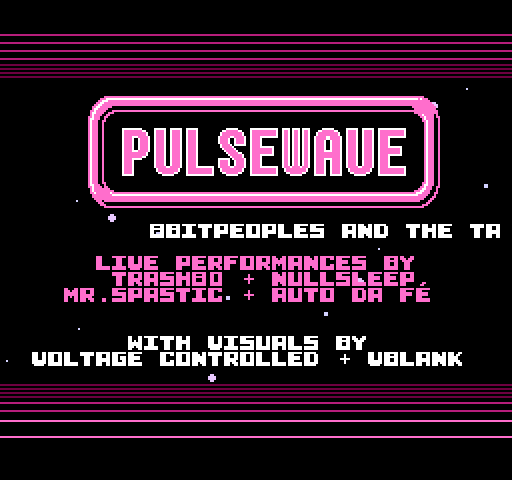 PULSEWAVE
8BITPEOPLES AND THE TA
LIVE PERFORMANCES BY
TRASH80 + NULLSLEEP,
MR.SPASTIC + AUTO DA FÉ
WITH VISUALS BY
VOLTAGE CONTROLLED + VBLANK